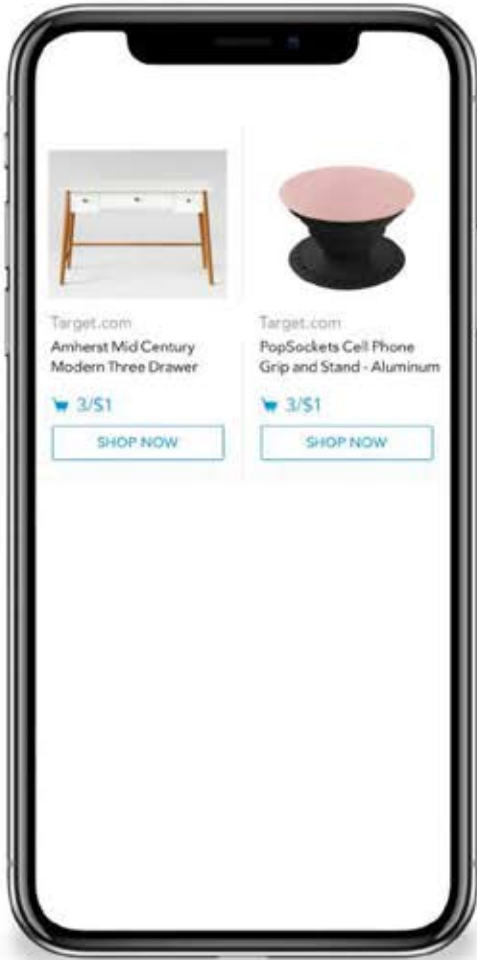 Target.com
Amherst Mid Century
Modern Three Drawer
3/$1
SHOP NOW
Target.com
PopSockets Cell Phone
Grip and Stand - Aluminum
3/$1
SHOP NOW